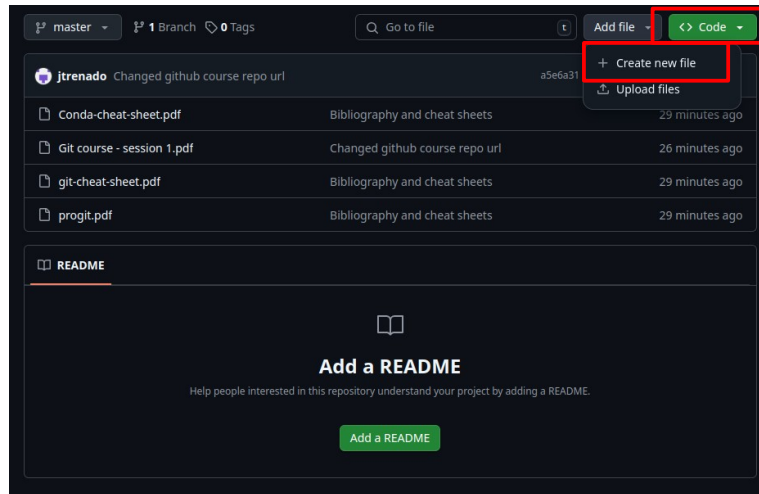 master 1 Branch 0 Tags Go to file t Add file <> Code
+ Create new file
jtrenado Changed github course repo url a5e6a31
Upload files
Conda-cheat-sheet.pdf Bibliography and cheat sheets 29 minutes ago
Git course - session 1.pdf Changed github course repo url 26 minutes ago
git-cheat-sheet.pdf Bibliography and cheat sheets 29 minutes ago
progit.pdf Bibliography and cheat sheets 29 minutes ago
README
Add a README
Help people interested in this repository understand your project by adding a README.
Add a README